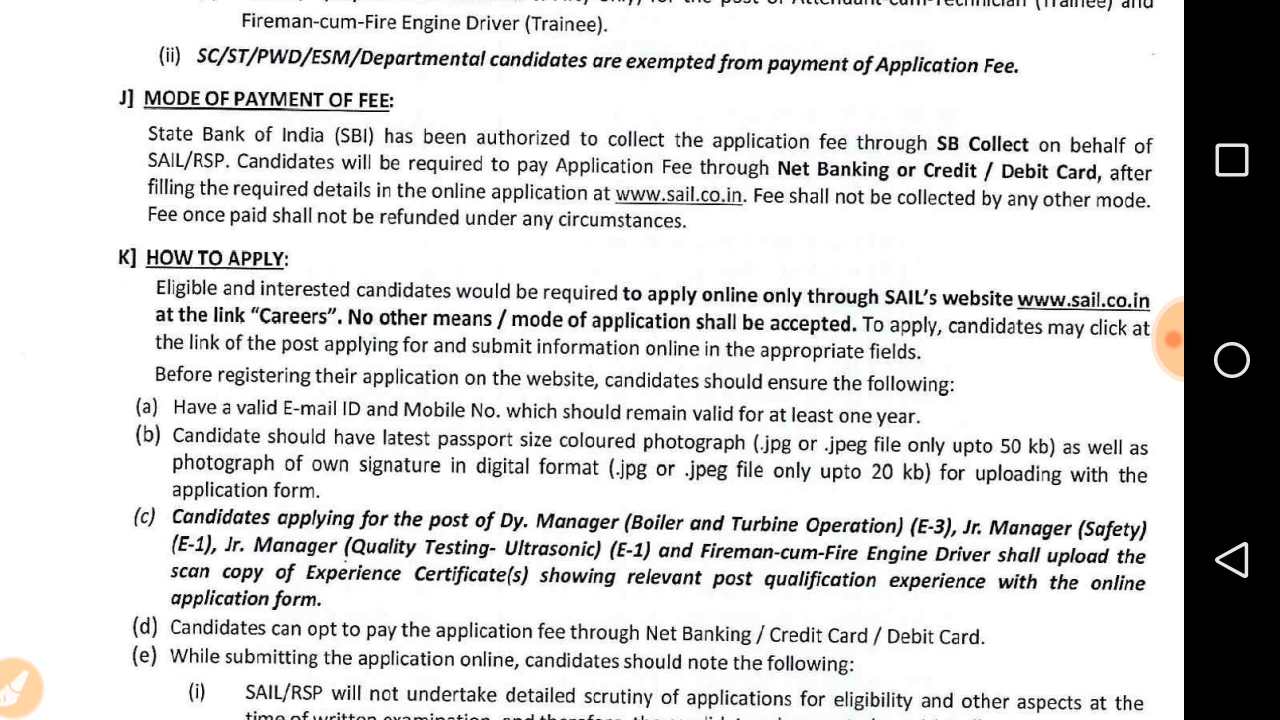 (Trainee) and
Fireman-cum-Fire Engine Driver (Trainee).
(ii) SC/ST/PWD/ESM/Departmental candidates are exempted from payment of Application Fee.
J] MODE OF PAYMENT OF FEE:
State Bank of India (SBI) has been authorized to collect the application fee through SB Collect on behalf of
SAIL/RSP. Candidates will be required to pay Application Fee through Net Banking or Credit / Debit Card, after
filling the required details in the online application at www.sail.co.in. Fee shall not be collected by any other mode.
Fee once paid shall not be refunded under any circumstances.
K] HOW TO APPLY:
Eligible and interested candidates would be required to apply online only through SAIL's website www.sail.co.in
at the link “Careers”. No other means / mode of application shall be accepted. To apply, candidates may click at
the link of the post applying for and submit information online in the appropriate fields.
Before registering their application on the website, candidates should ensure the following:
(a) Have a valid E-mail ID and Mobile No. which should remain valid for at least one year.
(b) Candidate should have latest passport size coloured photograph (.jpg or .jpeg file only upto 50 kb) as well as
photograph of own signature in digital format (.jpg or .jpeg file only upto 20 kb) for uploading with the
application form.
(c) Candidates applying for the post of Dy. Manager (Boiler and Turbine Operation) (E-3), Jr. Manager (Safety)
(E-1), Jr. Manager (Quality Testing- Ultrasonic) (E-1) and Fireman-cum-Fire Engine Driver shall upload the
scan copy of Experience Certificate(s) showing relevant post qualification experience with the online
application form.
(d) Candidates can opt to pay the application fee through Net Banking / Credit Card / Debit Card.
(e) While submitting the application online, candidates should note the following:
(i) SAIL/RSP will not undertake detailed scrutiny of applications for eligibility and other aspects at the
time of written examination, and therefore, the